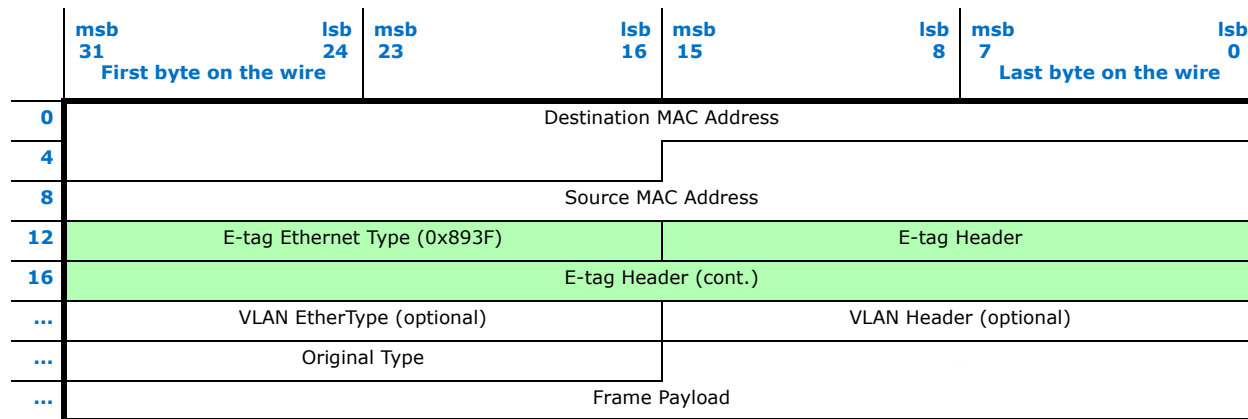 msb lsb msb lsb msb lsb msb lsb
31 24 23 16 15 8 7 0
First byte on the wire Last byte on the wire
0 Destination MAC Address
4
8 Source MAC Address
12 E-tag Ethernet Type (0x893F) E-tag Header
16 E-tag Header (cont.)
... VLAN EtherType (optional) VLAN Header (optional)
... Original Type
... Frame Payload